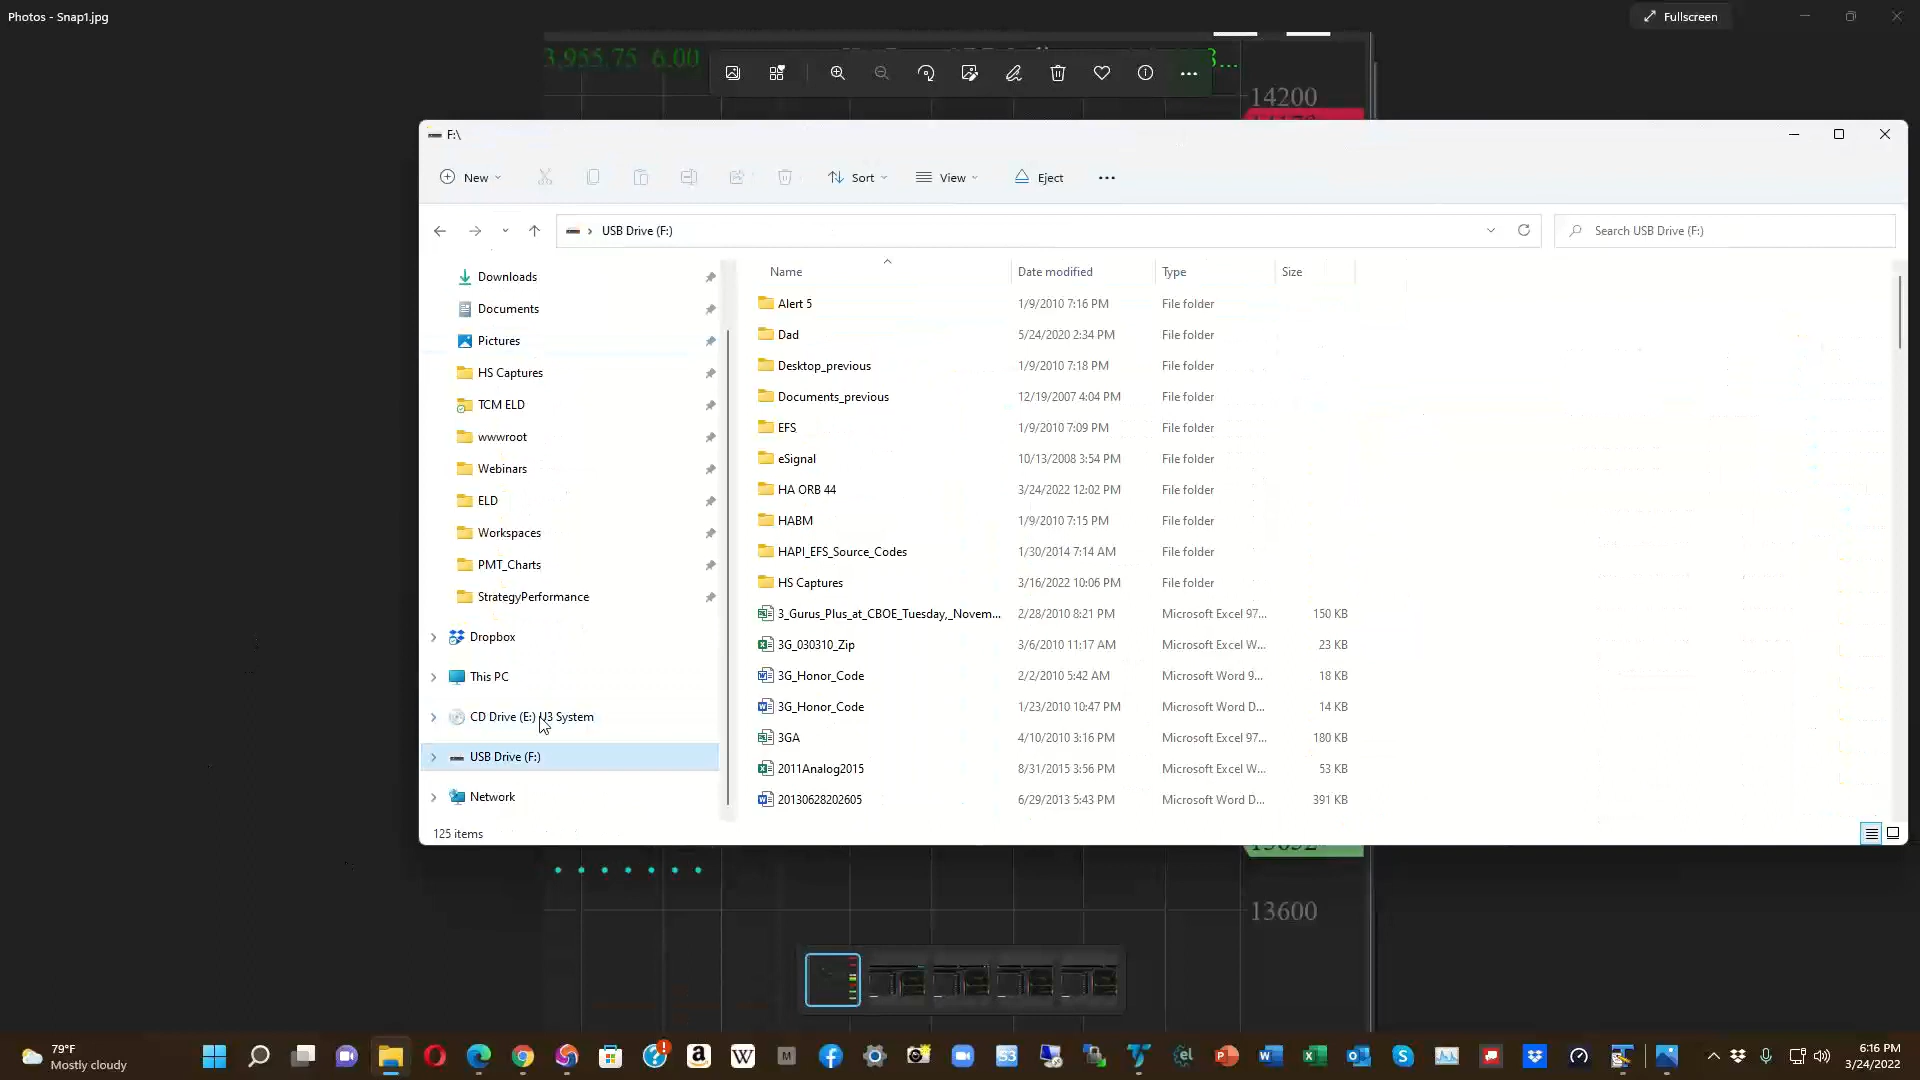 Photos - Snap1.jpg
Fullscreen
3,955.75 6.00
14200
F:\
New
Sort
View
Eject
USB Drive (F:)
Search USB Drive (F:)
Name
Date modified
Type
Size
Downloads
Documents
Pictures
HS Captures
TCM ELD
wwwroot
Webinars
ELD
Workspaces
PMT_Charts
StrategyPerformance
Dropbox
This PC
CD Drive (E:) U3 System
USB Drive (F:)
Network
Alert 5 1/9/2010 7:16 PM File folder
Dad 5/24/2020 2:34 PM File folder
Desktop_previous 1/9/2010 7:18 PM File folder
Documents_previous 12/19/2007 4:04 PM File folder
EFS 1/9/2010 7:09 PM File folder
eSignal 10/13/2008 3:54 PM File folder
HA ORB 44 3/24/2022 12:02 PM File folder
HABM 1/9/2010 7:15 PM File folder
HAPI_EFS_Source_Codes 1/30/2014 7:14 AM File folder
HS Captures 3/16/2022 10:06 PM File folder
3_Gurus_Plus_at_CBOE_Tuesday,_Novem... 2/28/2010 8:21 PM Microsoft Excel 97... 150 KB
3G_030310_Zip 3/6/2010 11:17 AM Microsoft Excel W... 23 KB
3G_Honor_Code 2/2/2010 5:42 AM Microsoft Word 9... 18 KB
3G_Honor_Code 1/23/2010 10:47 PM Microsoft Word D... 14 KB
3GA 4/10/2010 3:16 PM Microsoft Excel 97... 180 KB
2011Analog2015 8/31/2015 3:56 PM Microsoft Excel W... 53 KB
20130628202605 6/29/2013 5:43 PM Microsoft Word D... 391 KB
125 items
13600
79°F
Mostly cloudy
6:16 PM
3/24/2022